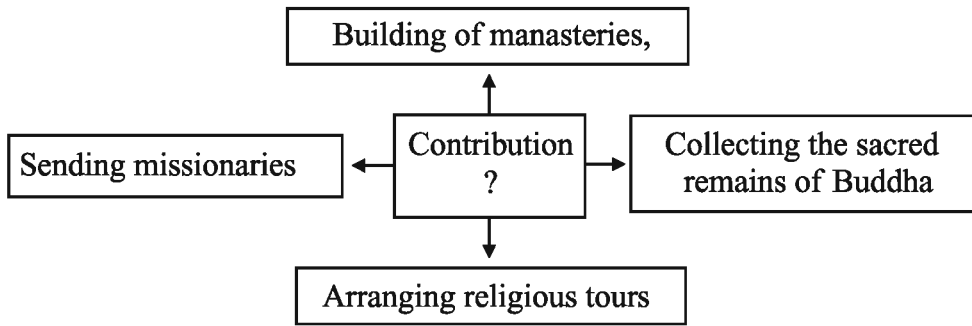 Building of manasteries,
Sending missionaries
Contribution
?
Collecting the sacred
remains of Buddha
Arranging religious tours